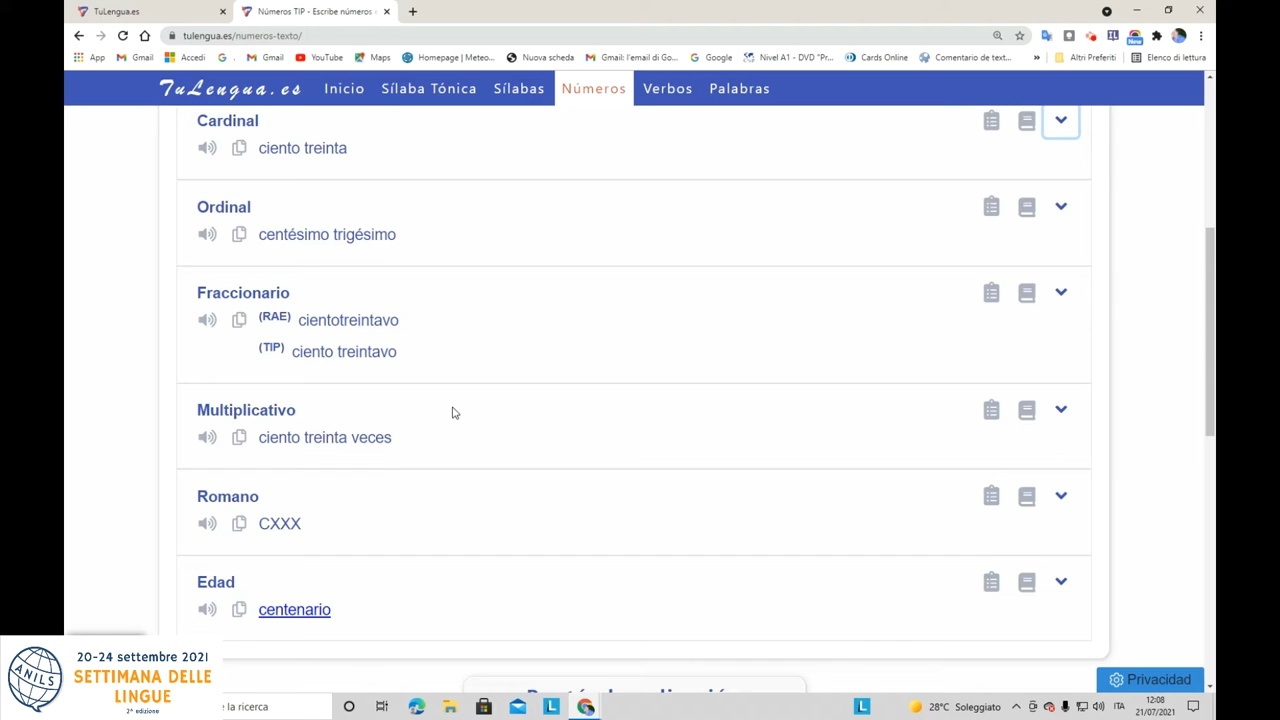 TuLengua.es
Números TIP - Escribe números
tulengua.es/numeros-texto/
Gmail
Accedi
G
Gmail
YouTube
Maps
Homepage | Meteo...
Nuova scheda
Gmail: l'email di Go...
Google
Nivel A1 - DVD "Pr...
Cards Online
Comentario de text...
»
Altri Preferiti
Elenco di lettura
TuLengua.es
Inicio
Sílaba Tónica
Sílabas
Números
Verbos
Palabras
Cardinal
ciento treinta
Ordinal
centésimo trigésimo
Fraccionario
(RAE) cientotreintavo
(TIP) ciento treintavo
Multiplicativo
ciento treinta veces
Romano
CXXX
Edad
centenario
Privacidad
ANILS
20-24 settembre 2021
SETTIMANA DELLE
LINGUE
2ª edizione
e la ricerca
28°C Soleggiato
ITA
12:08
21/07/2021